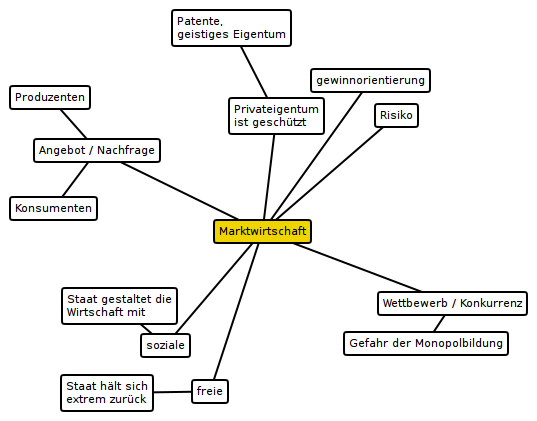 Patente,
geistiges Eigentum
gewinnorientierung
Produzenten
Privateigentum
ist geschützt
Risiko
Angebot / Nachfrage
Konsumenten
Marktwirtschaft
Staat gestaltet die
Wirtschaft mit
Wettbewerb / Konkurrenz
soziale
Gefahr der Monopolbildung
Staat hält sich
extrem zurück
freie